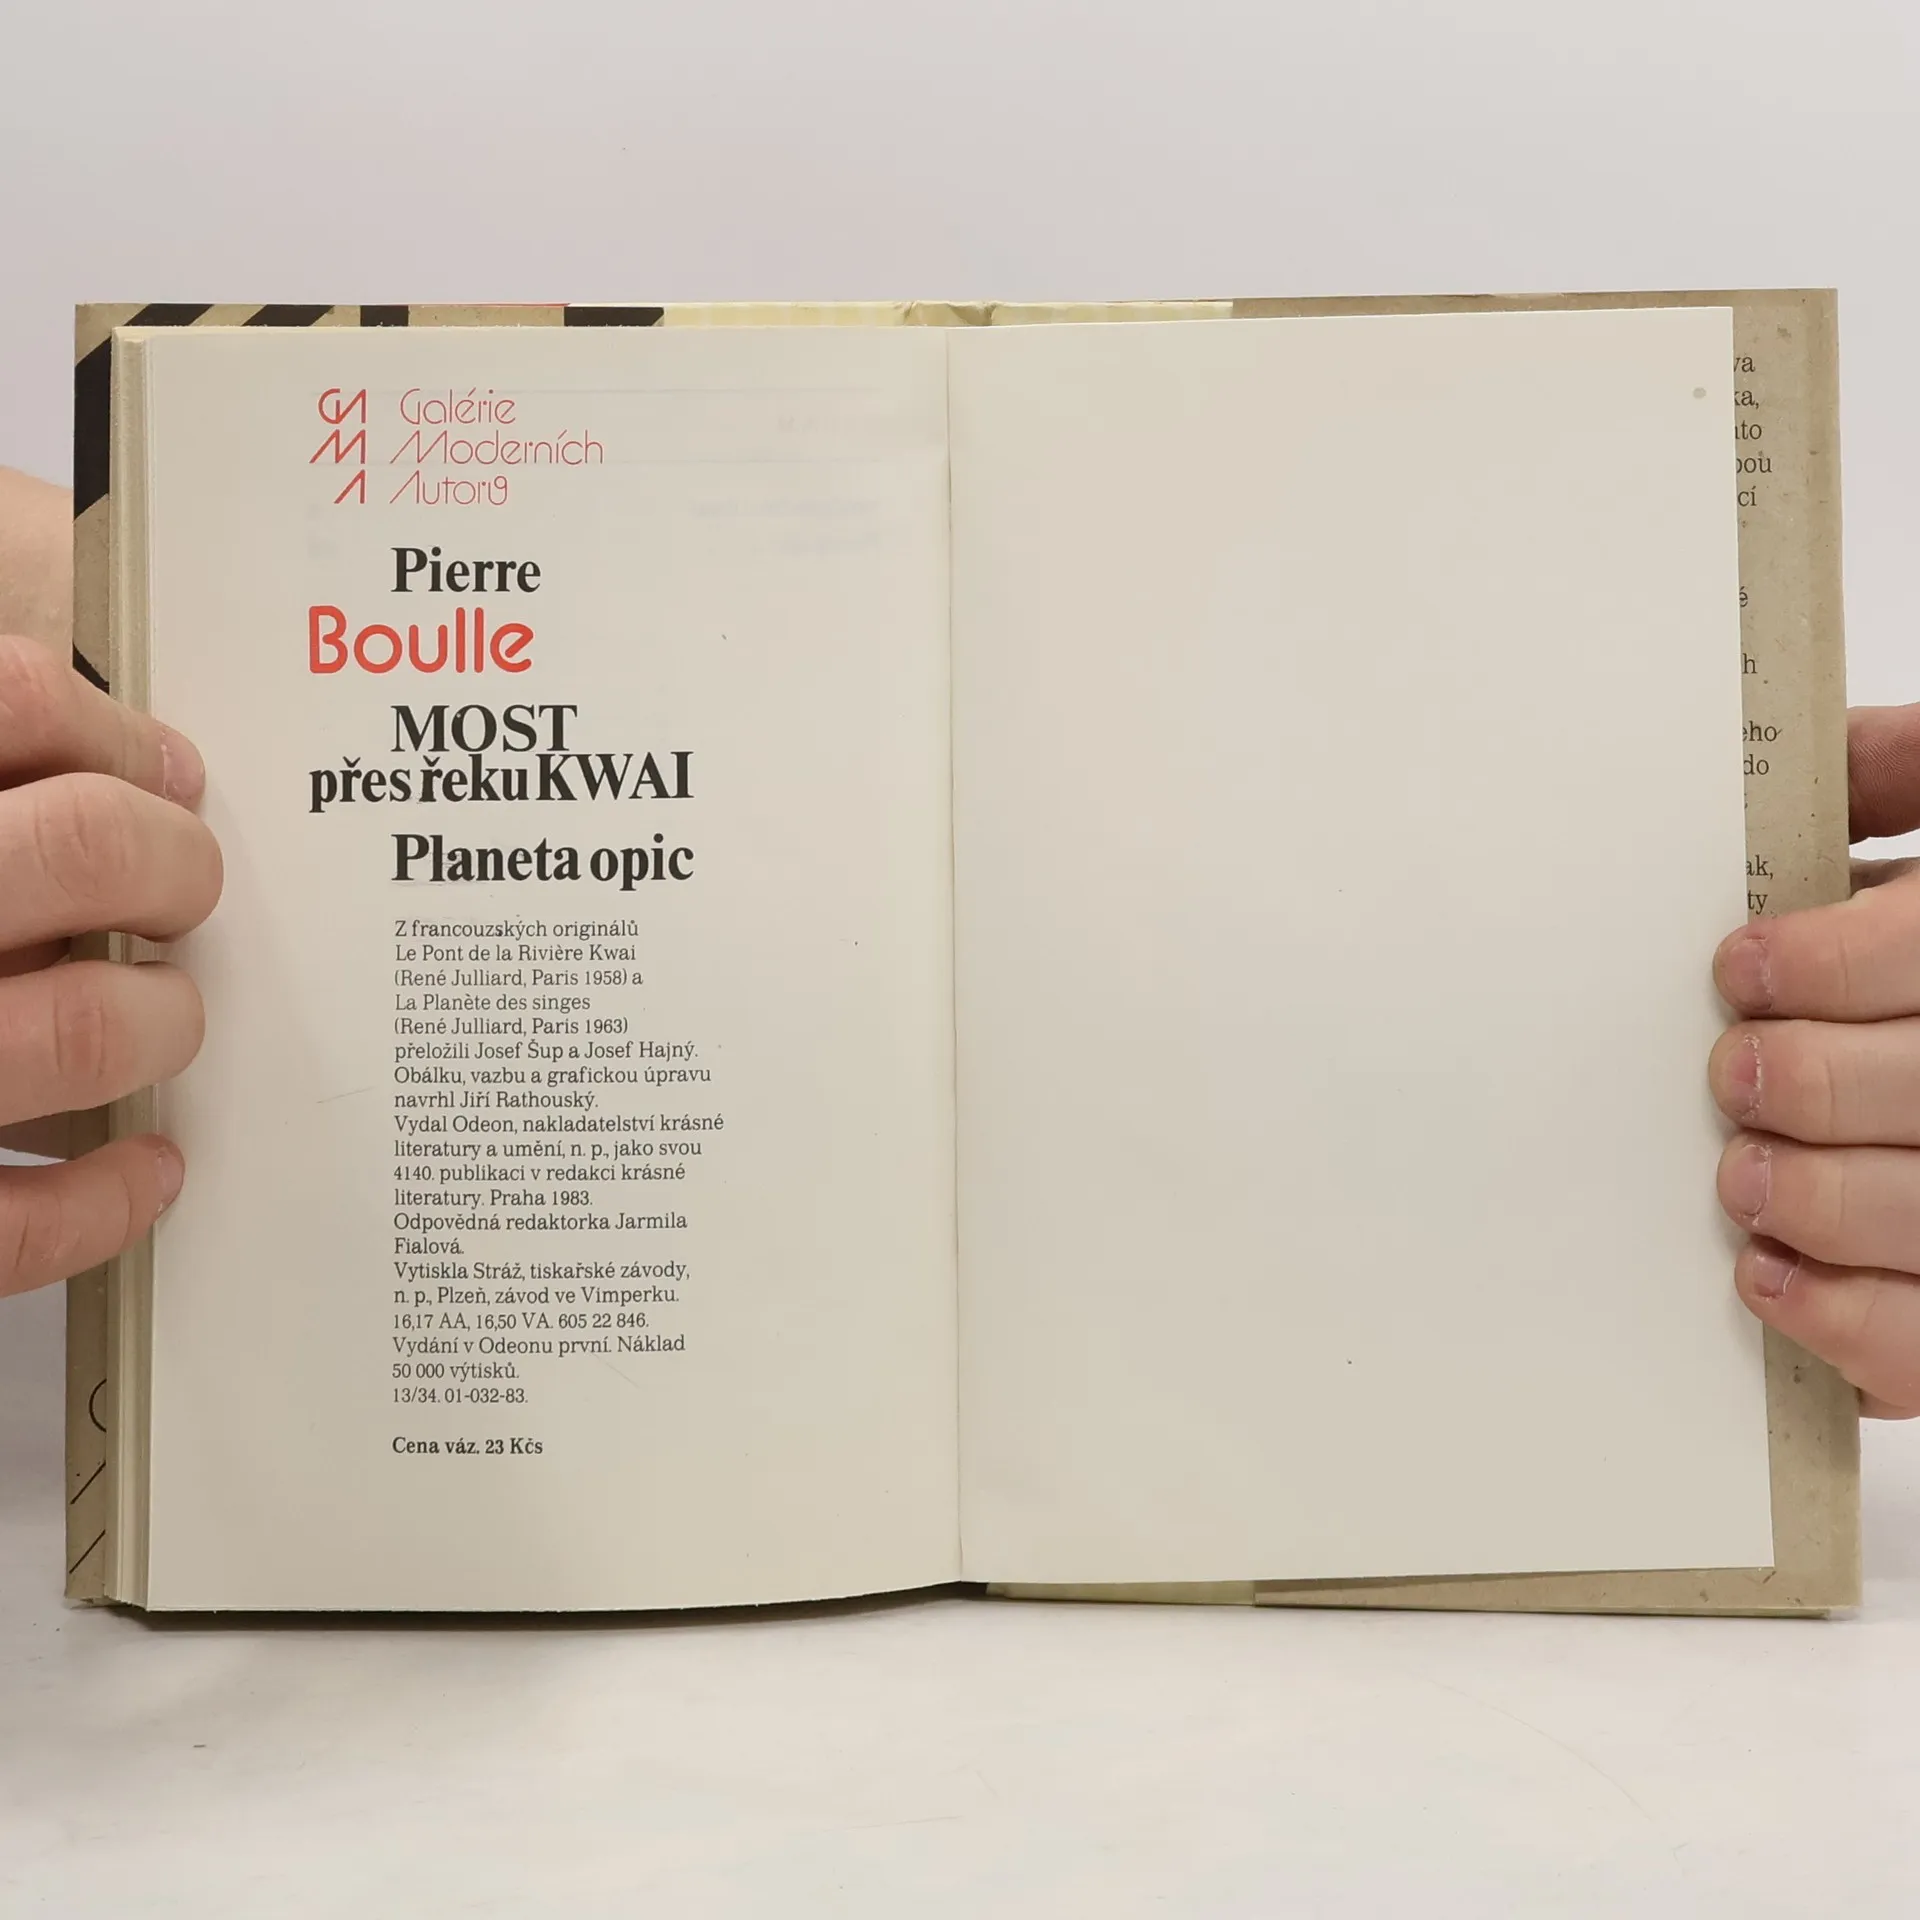 GM Galérie
M Moderních
A Autorů
Pierre
Boulle
MOST
přes řeku KWAI
Planeta opic
Z francouzských originálů
Le Pont de la Rivière Kwai
(René Julliard, Paris 1958) a
La Planète des singes
(René Julliard, Paris 1963)
přeložili Josef Šup a Josef Hajný.
Obálku, vazbu a grafickou úpravu
navrhl Jiří Rathouský.
Vydal Odeon, nakladatelství krásné
literatury a umění, n. p., jako svou
4140. publikaci v redakci krásné
literatury. Praha 1983.
Odpovědná redaktorka Jarmila
Fialová.
Vytiskla Stráž, tiskařské závody,
n. p., Plzeň, závod ve Vimperku.
16,17 AA, 16,50 VA. 605 22 846.
Vydání v Odeonu první. Náklad
50 000 výtisků.
13/34. 01-032-83.
Cena váz. 23 Kčs